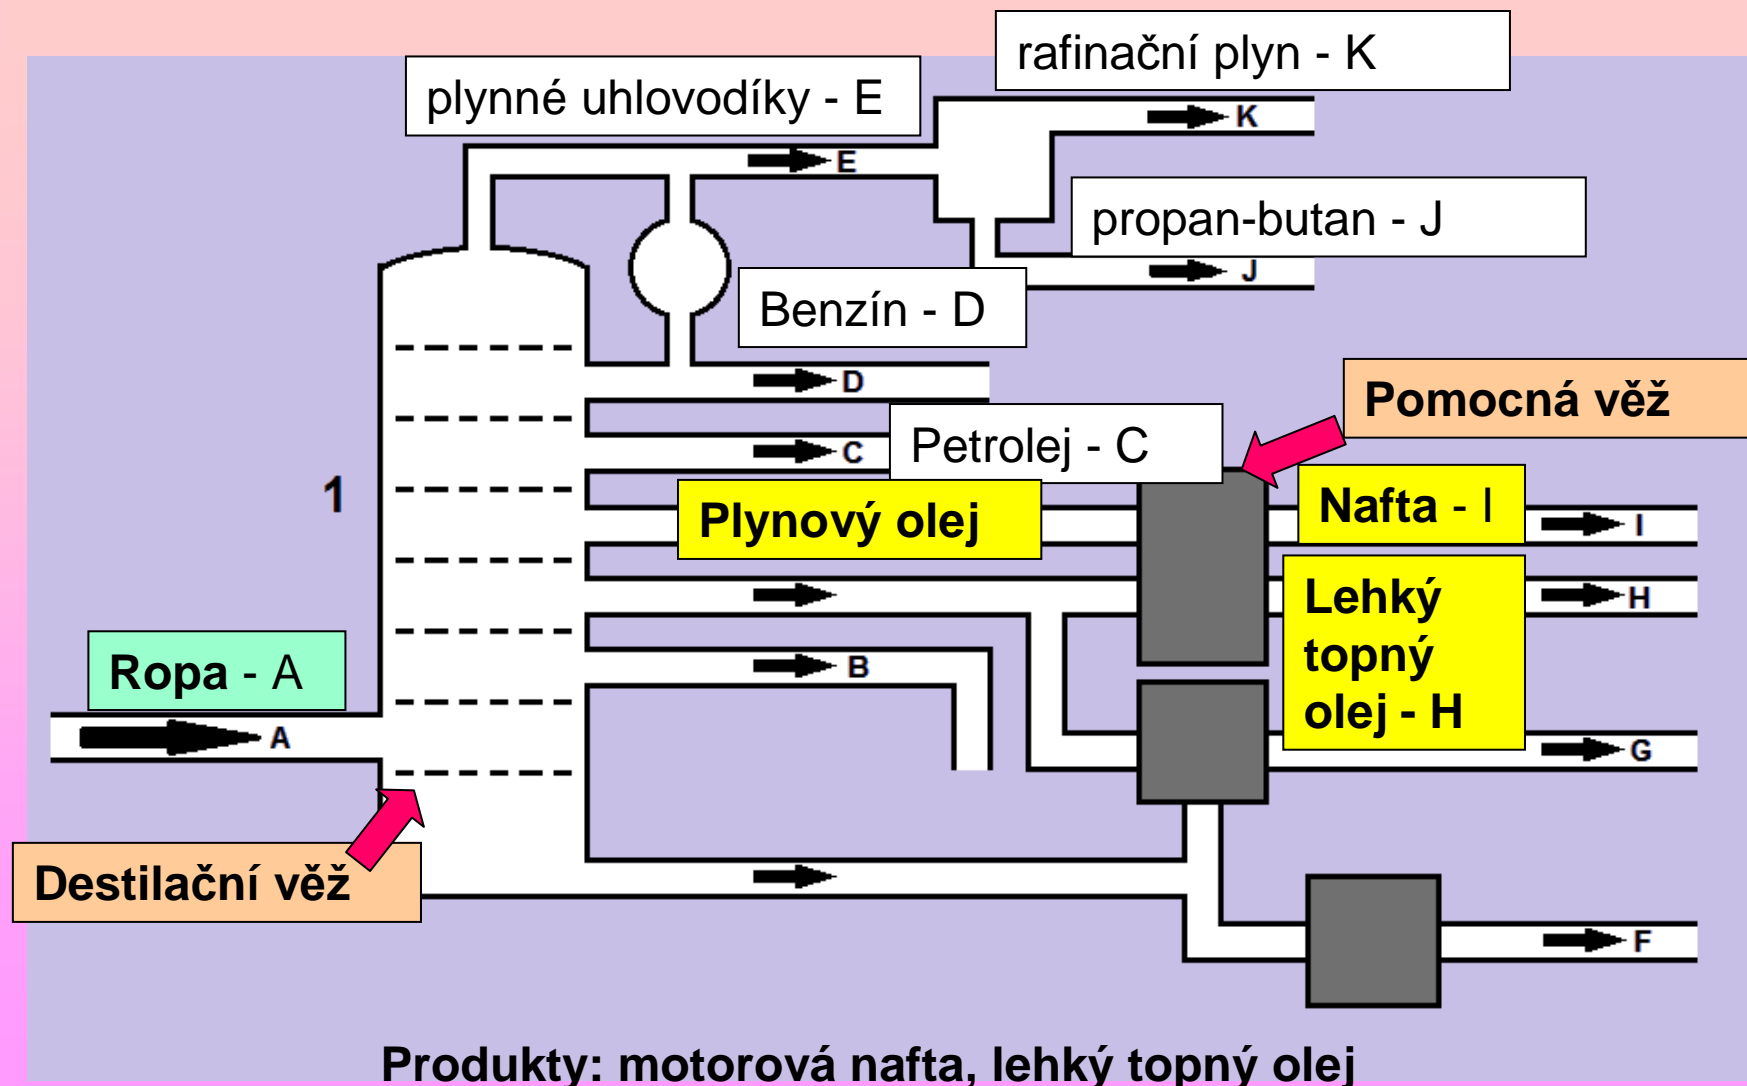 rafinační plyn - K
plynné uhlovodíky - E
K
E
propan-butan - J
J
Benzín - D
D
Pomocná věž
Petrolej - C
C
1
Plynový olej
Nafta - I
I
Lehký
topný
olej - H
H
Ropa - A
B
A
G
Destilační věž
F
Produkty: motorová nafta, lehký topný olej